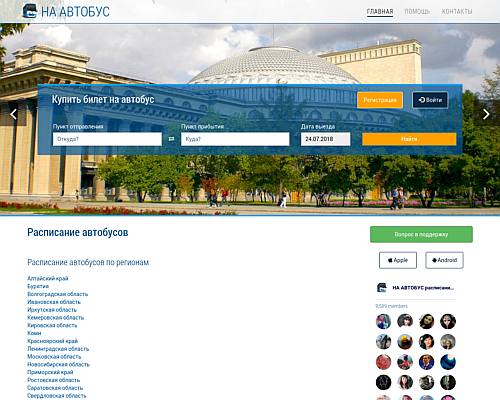 НА АВТОБУС
ГЛАВНАЯ ПОМОЩЬ КОНТАКТЫ
Купить билет на автобус
Регистрация
Войти
Пункт отправления Пункт прибытия Дата выезда
Откуда? Куда? 24.07.2018 Найти
Расписание автобусов
Вопрос в поддержку
Apple Android
Расписание автобусов по регионам
Алтайский край
Бурятия
Волгоградская область
Ивановская область
Иркутская область
Кемеровская область
Кировская область
Коми
Красноярский край
Ленинградская область
Московская область
Новосибирская область
Приморский край
Ростовская область
Саратовская область
Свердловская область
НА АВТОБУС расписани...
9,589 members